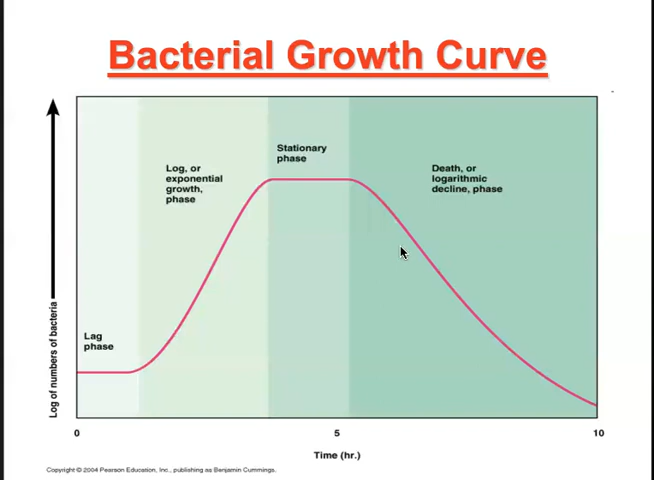 Bacterial Growth Curve
Stationary
phase
Log, or
exponential
growth,
phase
Death, or
logarithmic
decline, phase
Lag
phase
Log of numbers of bacteria
0
5
10
Time (hr.)
Copyright © 2004 Pearson Education, Inc., publishing as Benjamin Cummings.